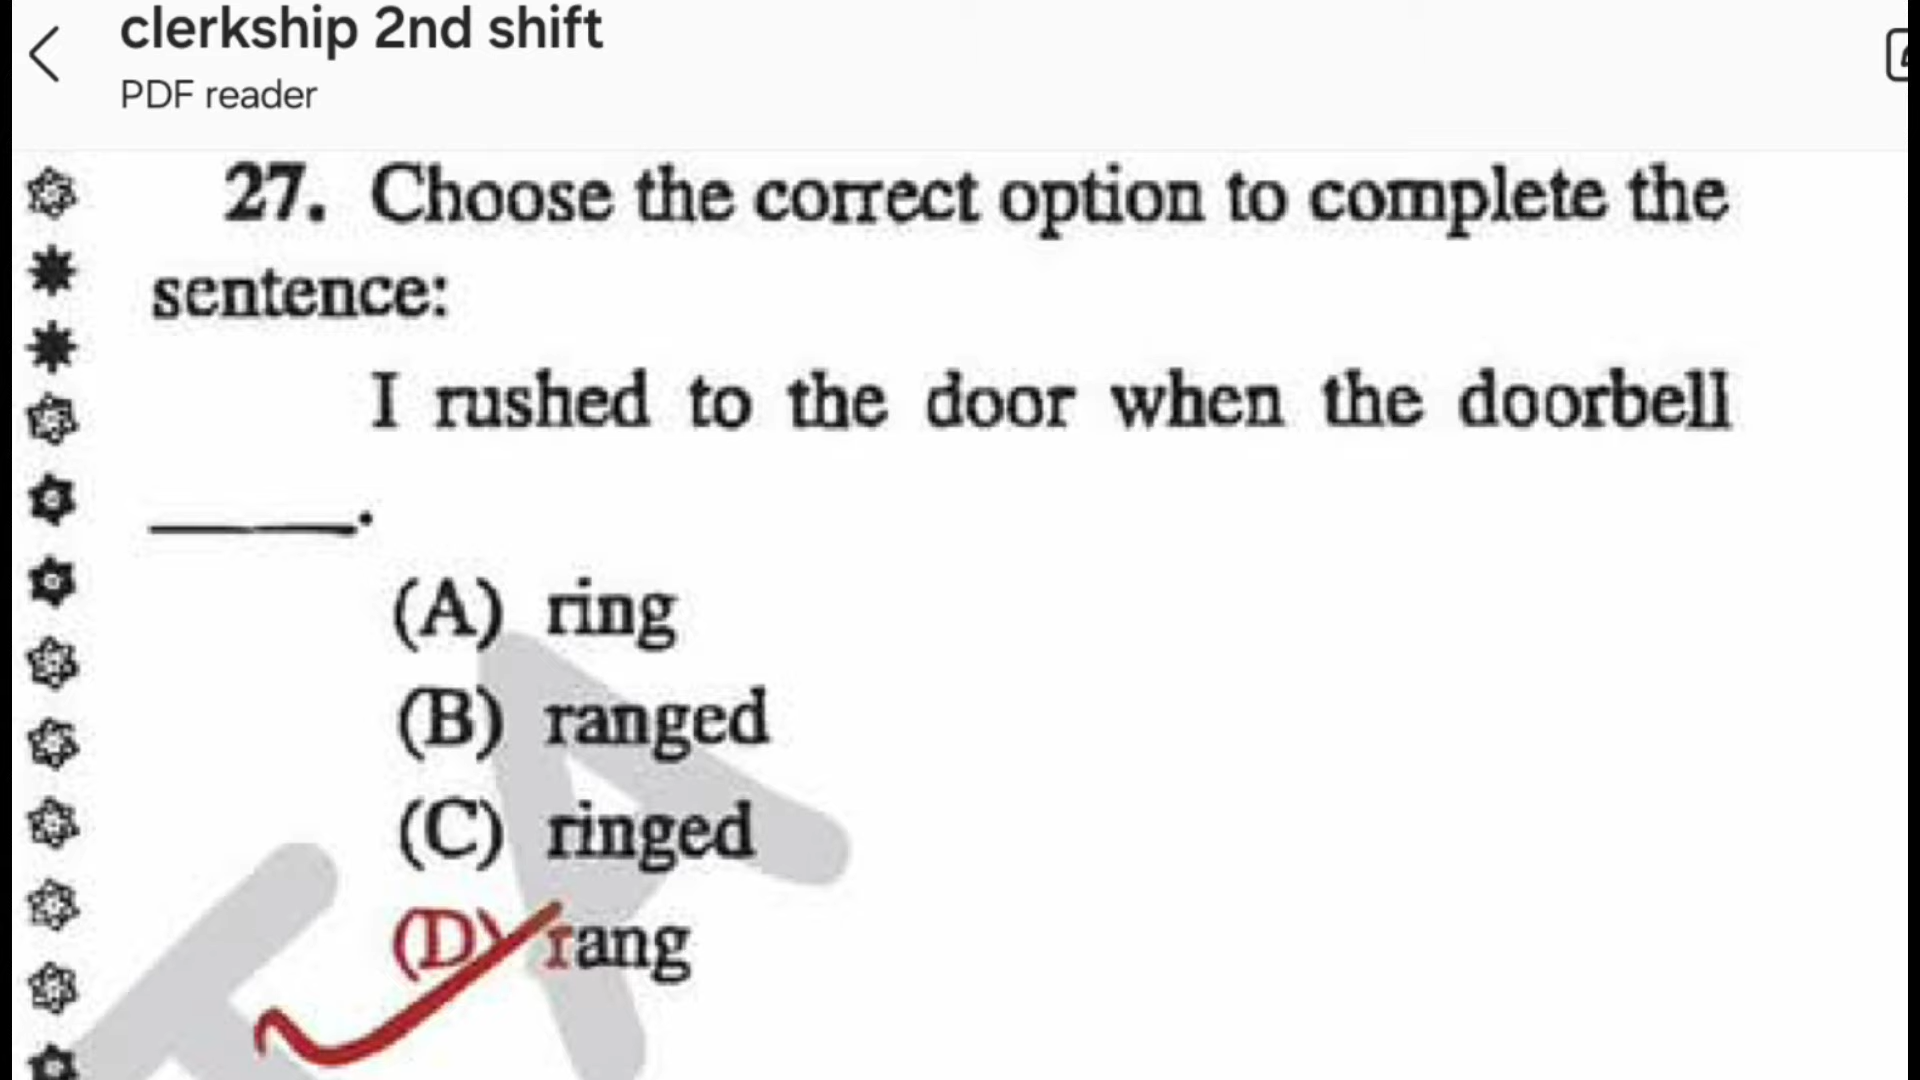 clerkship 2nd shift
PDF reader
27. Choose the correct option to complete the
sentence:
I rushed to the door when the doorbell
_____.
(A) ring
(B) ranged
(C) ringed
(D) rang